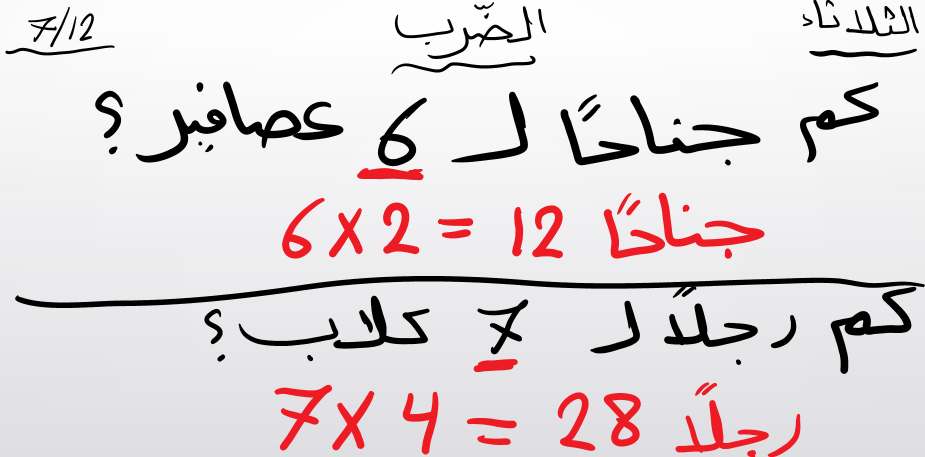 الثلاثاء الضّرب 7/12
كم جناحًا لـ 6 عصافير ؟
6 × 2 = 12 جناحًا
كم رجلًا لـ 7 كلاب ؟
7 × 4 = 28 رجلًا